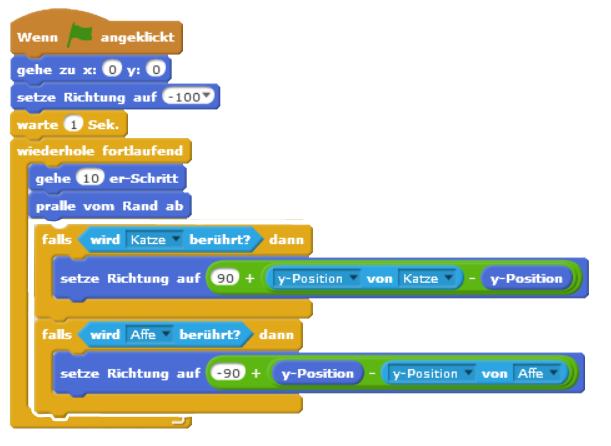 Wenn angeklickt
gehe zu x: 0 y: 0
setze Richtung auf -100
warte 1 Sek.
wiederhole fortlaufend
gehe 10 er-Schritt
pralle vom Rand ab
falls wird Katze berührt? dann
setze Richtung auf 90 + y-Position von Katze - y-Position
falls wird Affe berührt? dann
setze Richtung auf -90 + y-Position - y-Position von Affe